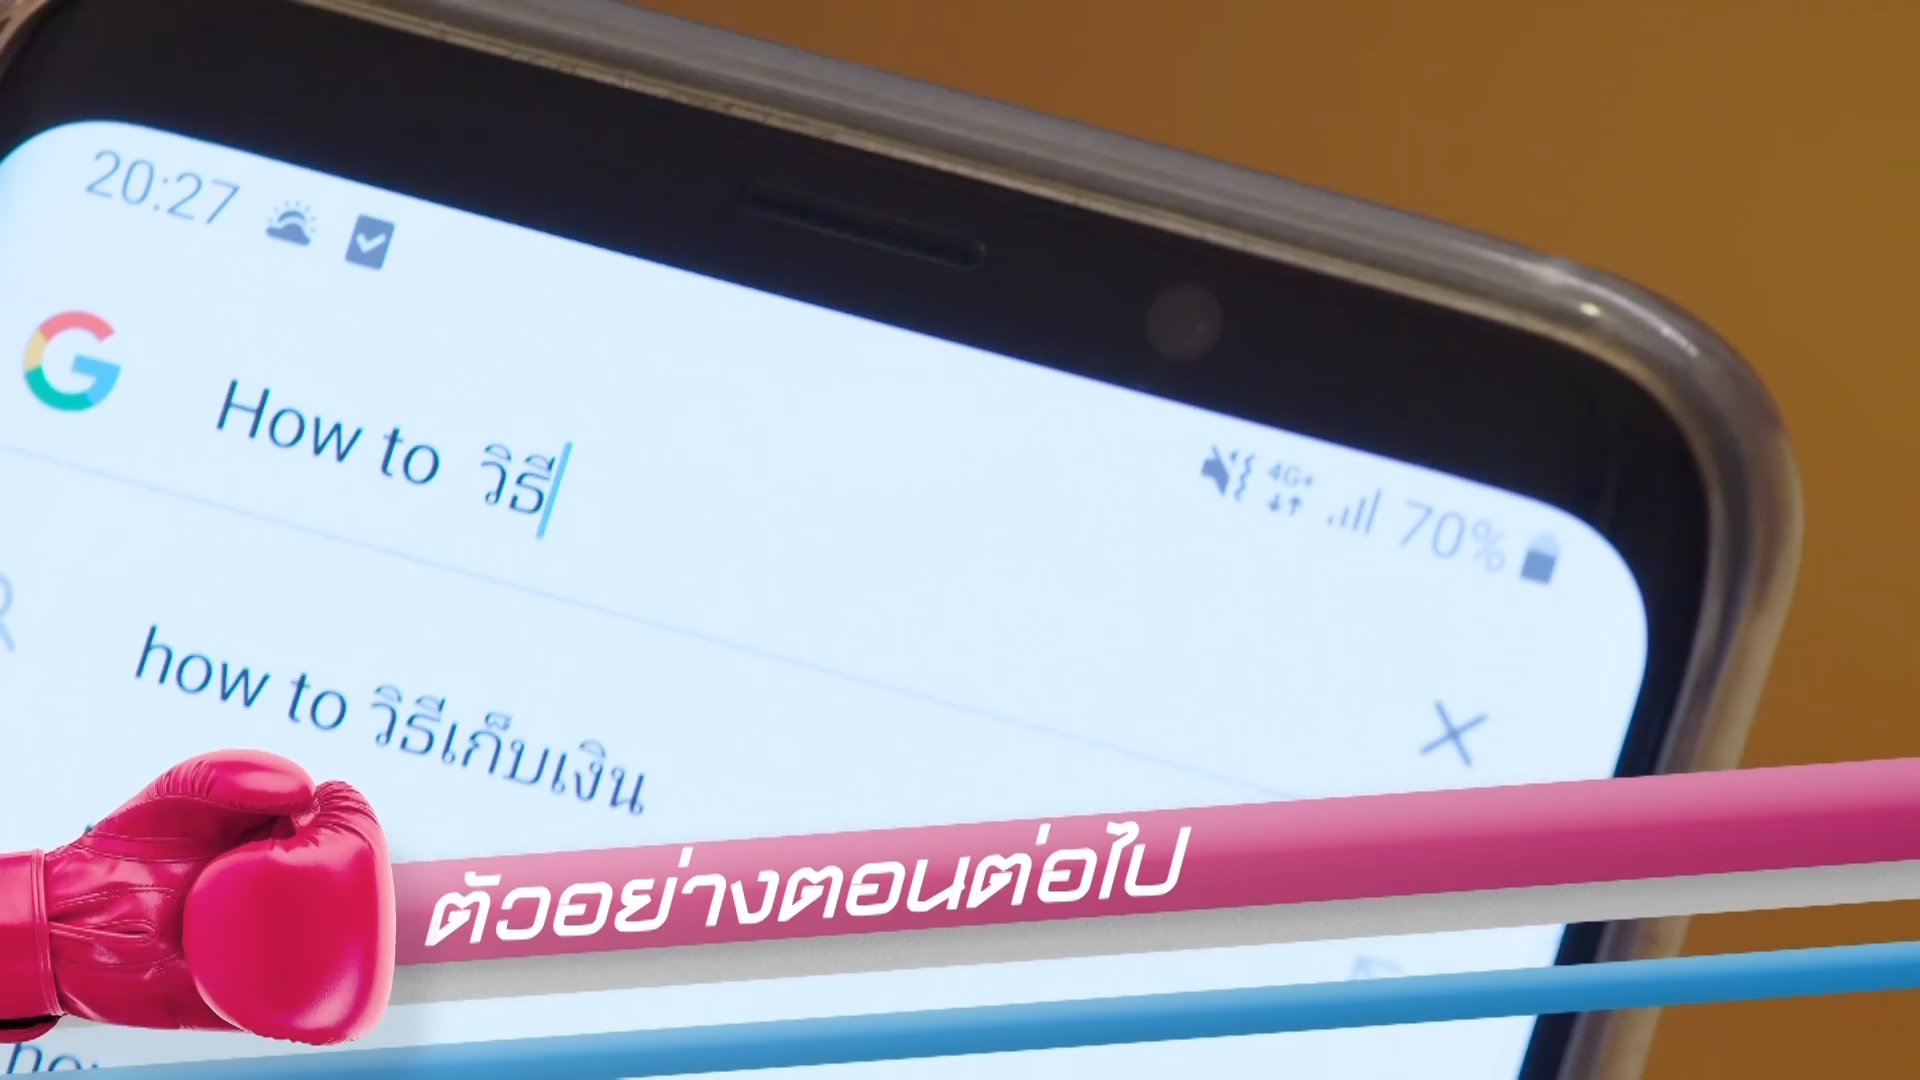 20:27
4G+ 70%
G
How to วิธี
how to วิธีเก็บเงิน
ตัวอย่างตอนต่อไป